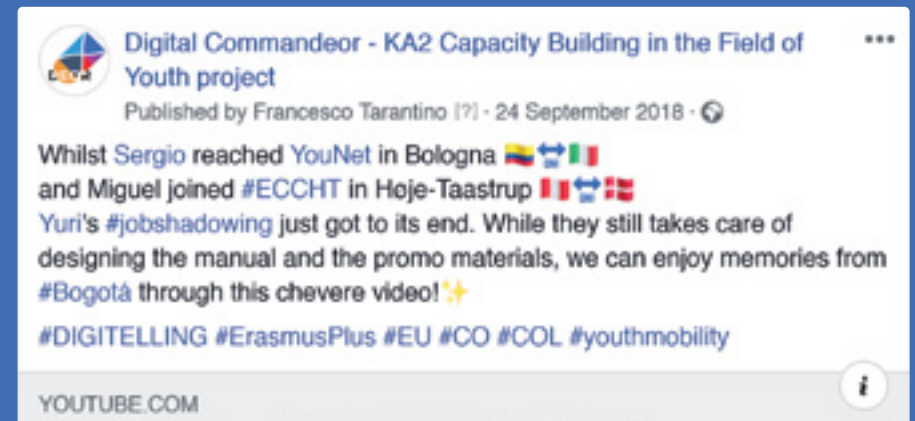 Digital Commandeor - KA2 Capacity Building in the Field of
Youth project
Published by Francesco Tarantino [?] · 24 September 2018 ·
Whilst Sergio reached YouNet in Bologna 🇨🇴🔛🇮🇹
and Miguel joined #ECCHT in Høje-Taastrup 🇵🇪🔛🇩🇰
Yuri's #jobshadowing just got to its end. While they still takes care of
designing the manual and the promo materials, we can enjoy memories from
#Bogotá through this chevere video!✨
#DIGITELLING #ErasmusPlus #EU #CO #COL #youthmobility
YOUTUBE.COM